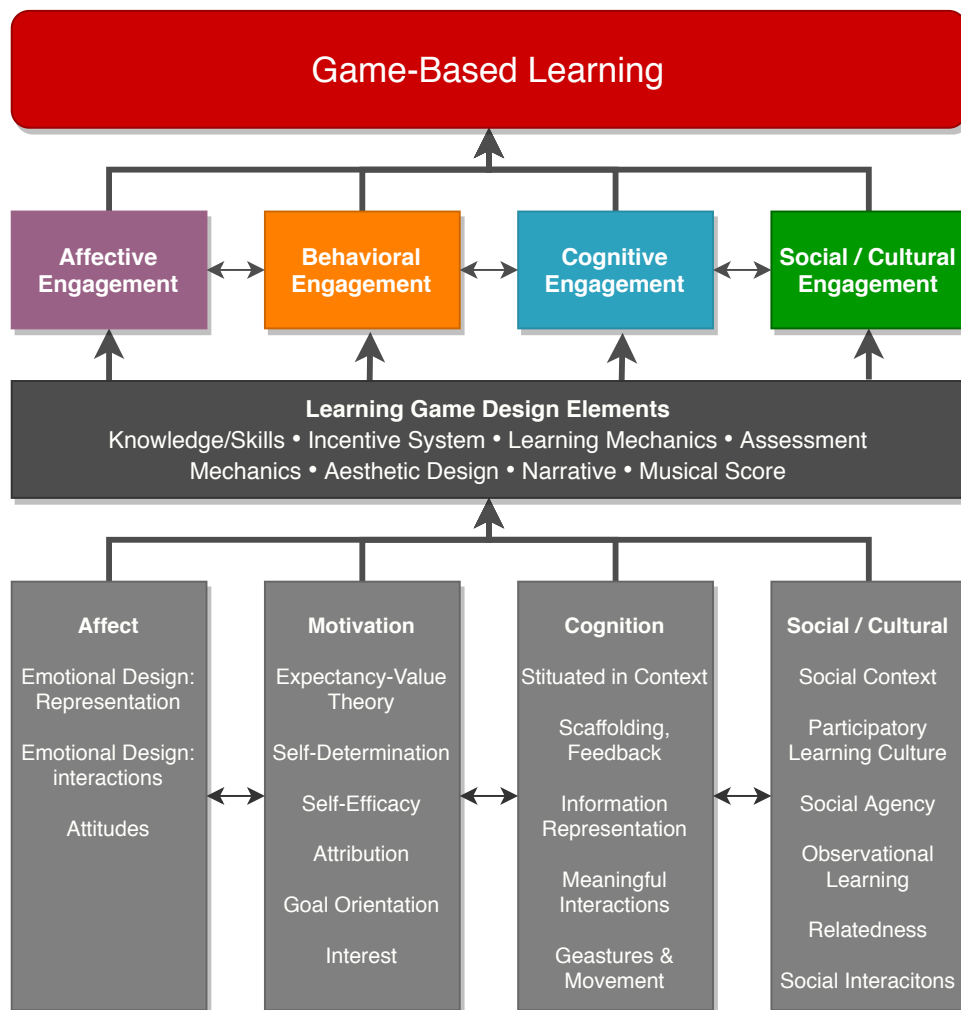 Game-Based Learning
Affective
Engagement
Behavioral
Engagement
Cognitive
Engagement
Social / Cultural
Engagement
Learning Game Design Elements
Knowledge/Skills • Incentive System • Learning Mechanics • Assessment
Mechanics • Aesthetic Design • Narrative • Musical Score
Affect
Emotional Design:
Representation
Emotional Design:
interactions
Attitudes
Motivation
Expectancy-Value
Theory
Self-Determination
Self-Efficacy
Attribution
Goal Orientation
Interest
Cognition
Stituated in Context
Scaffolding,
Feedback
Information
Representation
Meaningful
Interactions
Geastures &
Movement
Social / Cultural
Social Context
Participatory
Learning Culture
Social Agency
Observational
Learning
Relatedness
Social Interacitons